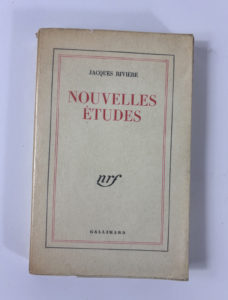 JACQUES RIVIÈRE
NOUVELLES
ÉTUDES
nrf
GALLIMARD